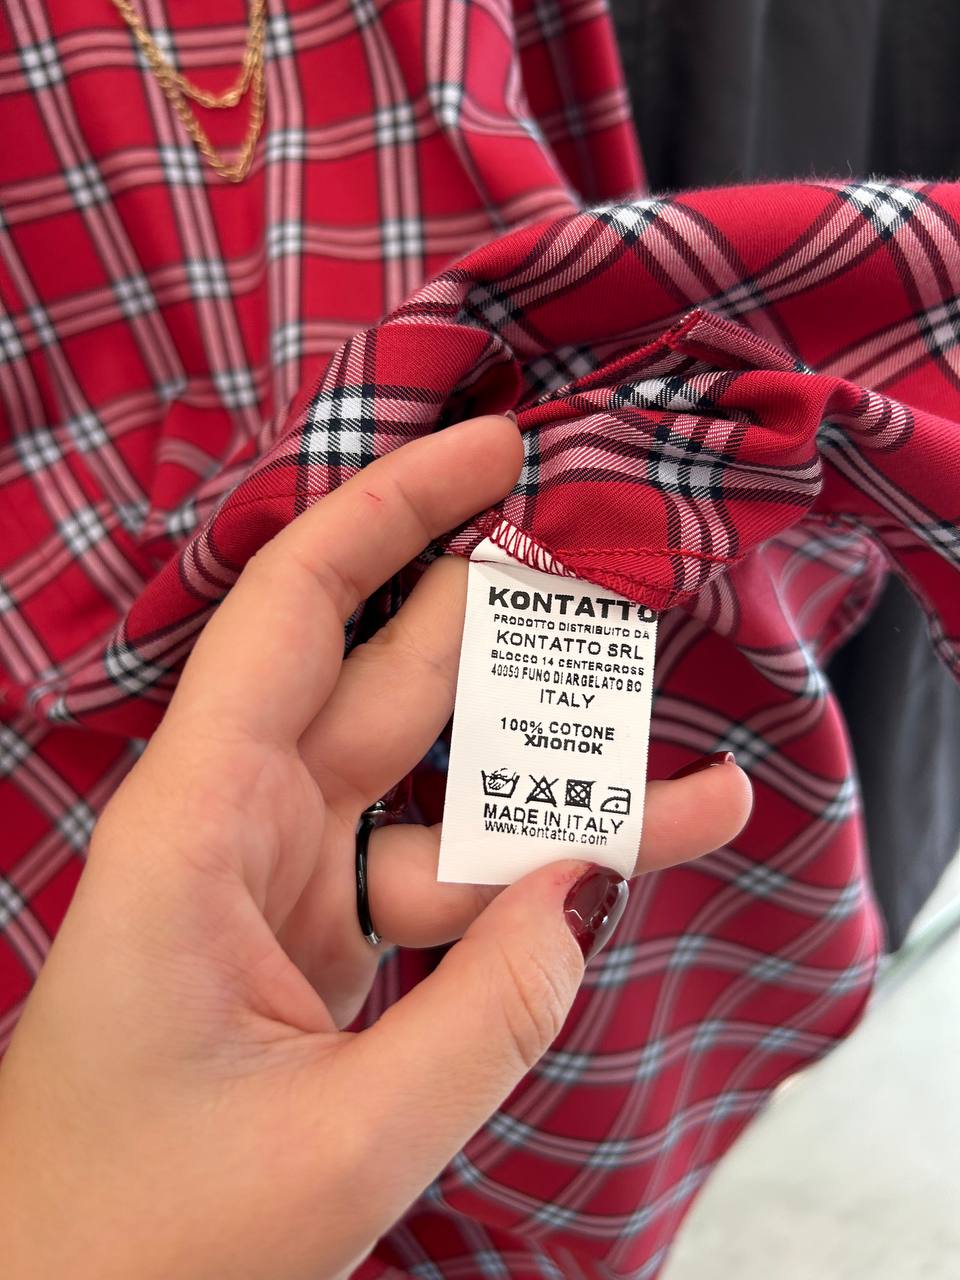 KONTATTO
PRODOTTO DISTRIBUITO DA
KONTATTO SRL
BLOCCO 14 CENTERGROSS
40050 FUNO DI ARGELATO BO
ITALY
100% COTONE
ХЛОПОК
MADE IN ITALY
www.kontatto.com